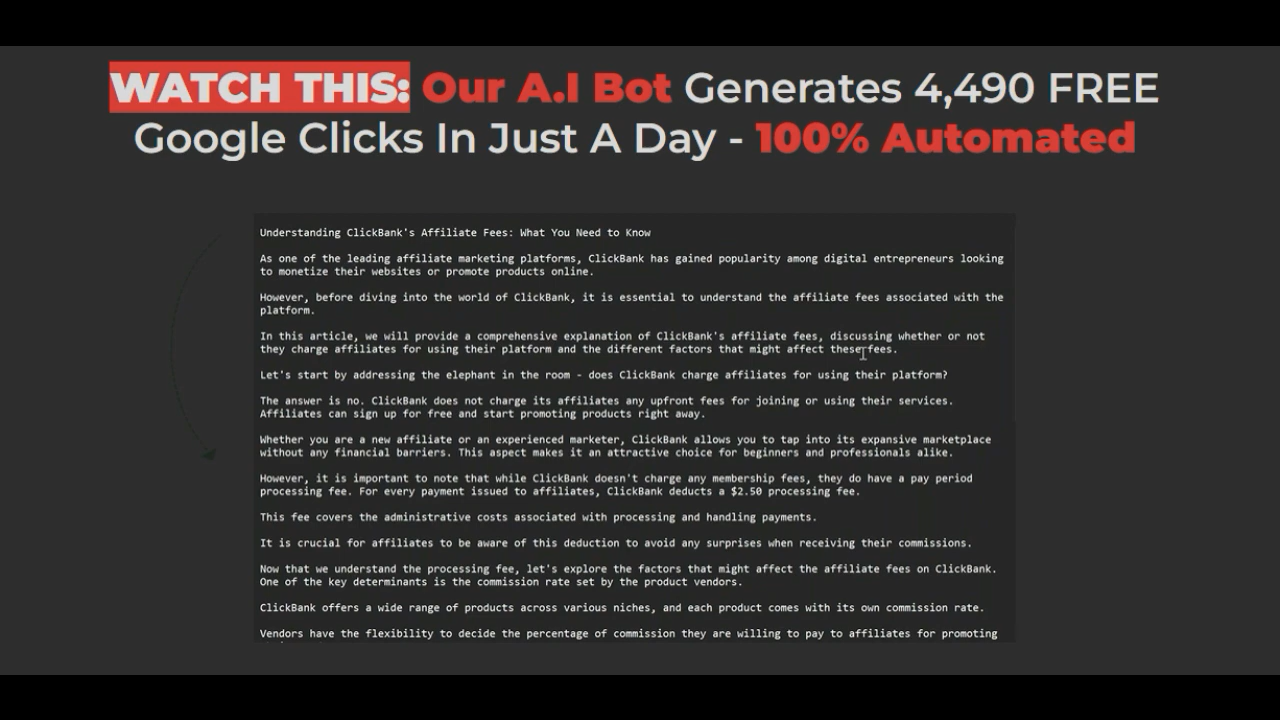 WATCH THIS: Our A.I Bot Generates 4,490 FREE
Google Clicks In Just A Day - 100% Automated
Understanding ClickBank's Affiliate Fees: What You Need to Know
As one of the leading affiliate marketing platforms, ClickBank has gained popularity among digital entrepreneurs looking
to monetize their websites or promote products online.
However, before diving into the world of ClickBank, it is essential to understand the affiliate fees associated with the
platform.
In this article, we will provide a comprehensive explanation of ClickBank's affiliate fees, discussing whether or not
they charge affiliates for using their platform and the different factors that might affect these fees.
Let's start by addressing the elephant in the room - does ClickBank charge affiliates for using their platform?
The answer is no. ClickBank does not charge its affiliates any upfront fees for joining or using their services.
Affiliates can sign up for free and start promoting products right away.
Whether you are a new affiliate or an experienced marketer, ClickBank allows you to tap into its expansive marketplace
without any financial barriers. This aspect makes it an attractive choice for beginners and professionals alike.
However, it is important to note that while ClickBank doesn't charge any membership fees, they do have a pay period
processing fee. For every payment issued to affiliates, ClickBank deducts a $2.50 processing fee.
This fee covers the administrative costs associated with processing and handling payments.
It is crucial for affiliates to be aware of this deduction to avoid any surprises when receiving their commissions.
Now that we understand the processing fee, let's explore the factors that might affect the affiliate fees on ClickBank.
One of the key determinants is the commission rate set by the product vendors.
ClickBank offers a wide range of products across various niches, and each product comes with its own commission rate.
Vendors have the flexibility to decide the percentage of commission they are willing to pay to affiliates for promoting